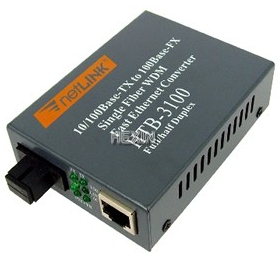 netLINK
10/100Base-TX to 100Base-FX
Single Fiber WDM
Fast Ethernet Converter
HTB-3100
Full/half Duplex